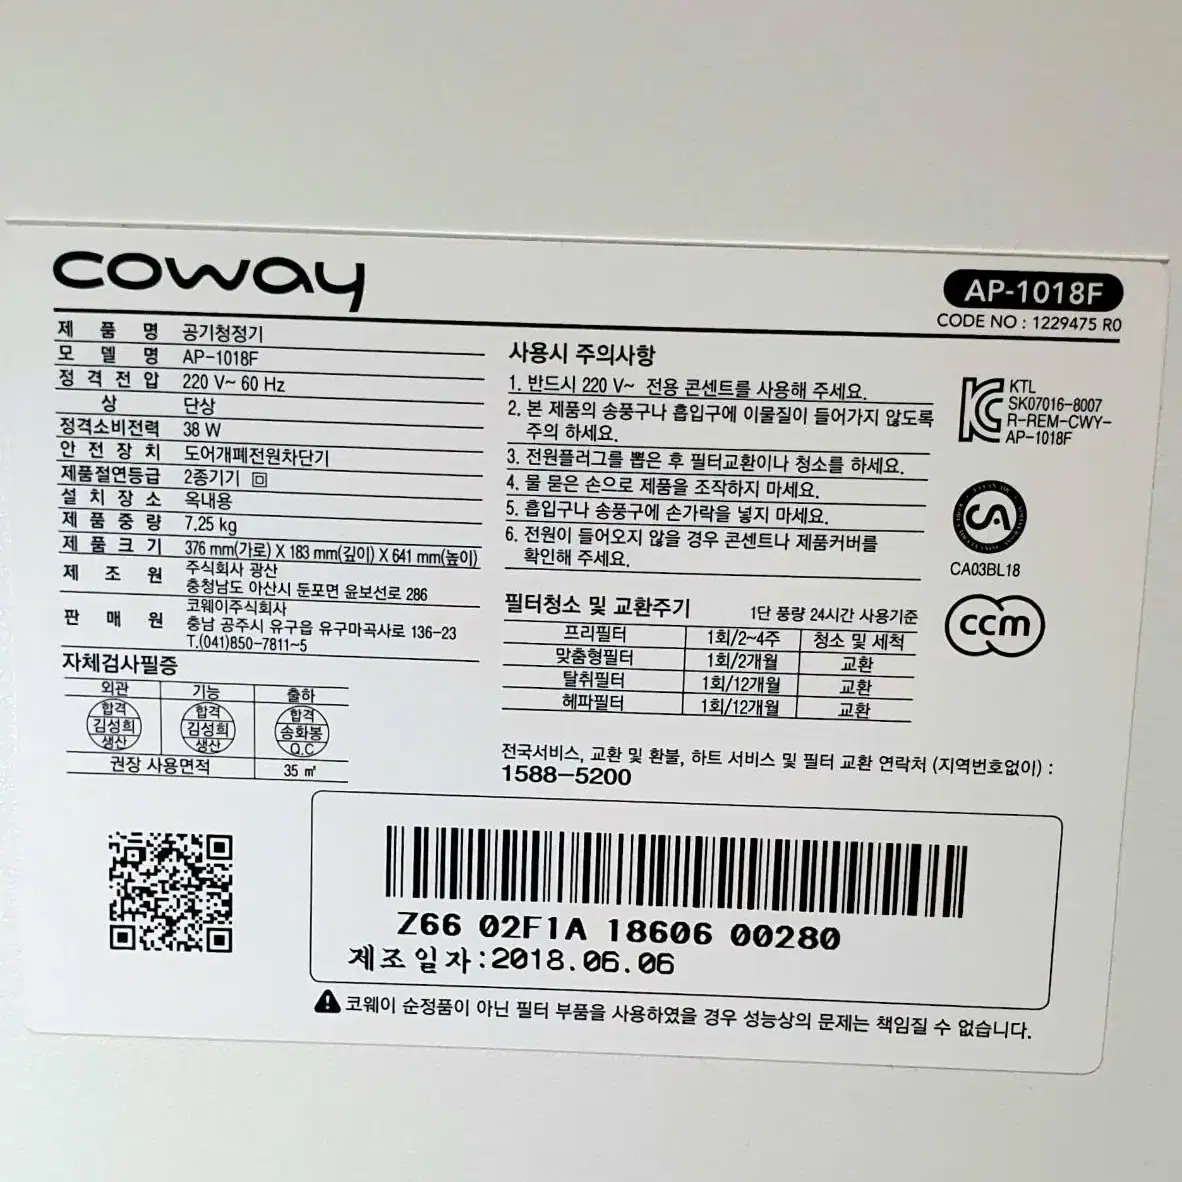 coway
AP-1018F
CODE NO : 1229475 R0
제 품 명 공기청정기
모 델 명 AP-1018F
정 격 전 압 220 V~ 60 Hz
상 단상
정격소비전력 38 W
안 전 장 치 도어개폐전원차단기
제품절연등급 2종기기
설 치 장 소 옥내용
제 품 중 량 7.25 kg
제 품 크 기 376 mm(가로) X 183 mm(깊이) X 641 mm(높이)
제 조 원 주식회사 광산
충청남도 아산시 둔포면 윤보선로 286
판 매 원 코웨이주식회사
충남 공주시 유구읍 유구마곡사로 136-23
T.(041)850-7811~5
자체검사필증
외관 기능 출하
합격 합격 합격
김성희 김성희 송화봉
생산 생산 Q.C
권장 사용면적 35 ㎡
사용시 주의사항
1. 반드시 220 V~ 전용 콘센트를 사용해 주세요.
2. 본 제품의 송풍구나 흡입구에 이물질이 들어가지 않도록
주의 하세요.
3. 전원플러그를 뽑은 후 필터교환이나 청소를 하세요.
4. 물 묻은 손으로 제품을 조작하지 마세요.
5. 흡입구나 송풍구에 손가락을 넣지 마세요.
6. 전원이 들어오지 않을 경우 콘센트나 제품커버를
확인해 주세요.
필터청소 및 교환주기 1단 풍량 24시간 사용기준
프리필터 1회/2~4주 청소 및 세척
맞춤형필터 1회/2개월 교환
탈취필터 1회/12개월 교환
헤파필터 1회/12개월 교환
전국서비스, 교환 및 환불, 하트 서비스 및 필터 교환 연락처 (지역번호없이) :
1588-5200
KTL
SK07016-8007
R-REM-CWY-
AP-1018F
CA03BL18
ccm
Z66 02F1A 18606 00280
제조일자:2018.06.06
코웨이 순정품이 아닌 필터 부품을 사용하였을 경우 성능상의 문제는 책임질 수 없습니다.